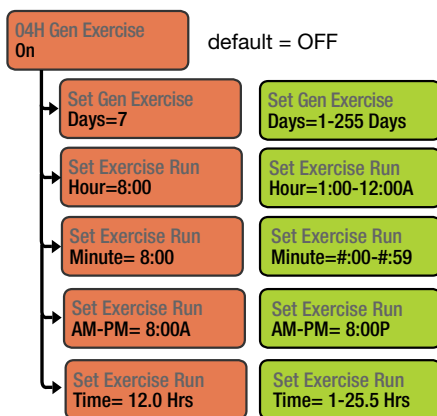 04H Gen Exercise
On
default = OFF
Set Gen Exercise
Days=7
Set Gen Exercise
Days=1-255 Days
Set Exercise Run
Hour=8:00
Set Exercise Run
Hour=1:00-12:00A
Set Exercise Run
Minute= 8:00
Set Exercise Run
Minute=#:00-#:59
Set Exercise Run
AM-PM= 8:00A
Set Exercise Run
AM-PM= 8:00P
Set Exercise Run
Time= 12.0 Hrs
Set Exercise Run
Time= 1-25.5 Hrs